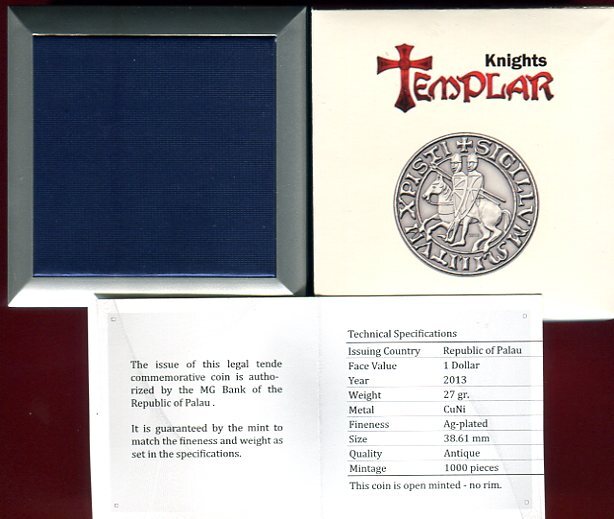 Knights
TEMPLAR
SIGILLVM MILITVM XPISTI
The issue of this legal tende
commemorative coin is autho-
rized by the MG Bank of the
Republic of Palau .
It is guaranteed by the mint to
match the fineness and weight as
set in the specifications.
Technical Specifications
Issuing Country Republic of Palau
Face Value 1 Dollar
Year 2013
Weight 27 gr.
Metal CuNi
Fineness Ag-plated
Size 38.61 mm
Quality Antique
Mintage 1000 pieces
This coin is open minted - no rim.